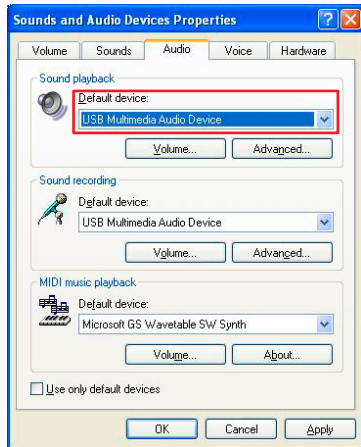 Sounds and Audio Devices Properties
Volume Sounds Audio Voice Hardware
Sound playback
Default device:
USB Multimedia Audio Device
Volume... Advanced...
Sound recording
Default device:
USB Multimedia Audio Device
Volume... Advanced...
MIDI music playback
Default device:
Microsoft GS Wavetable SW Synth
Volume... About...
Use only default devices
OK Cancel Apply